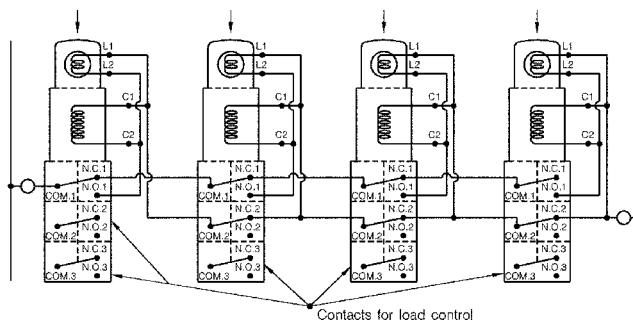 L1 L1 L1 L1
L2 L2 L2 L2
C1 C1 C1 C1
C2 C2 C2 C2
N.C.1 N.C.1 N.C.1 N.C.1
N.O.1 N.O.1 N.O.1 N.O.1
COM.1 COM.1 COM.1 COM.1
N.C.2 N.C.2 N.C.2 N.C.2
N.O.2 N.O.2 N.O.2 N.O.2
COM.2 COM.2 COM.2 COM.2
N.C.3 N.C.3 N.C.3 N.C.3
N.O.3 N.O.3 N.O.3 N.O.3
COM.3 COM.3 COM.3 COM.3
Contacts for load control